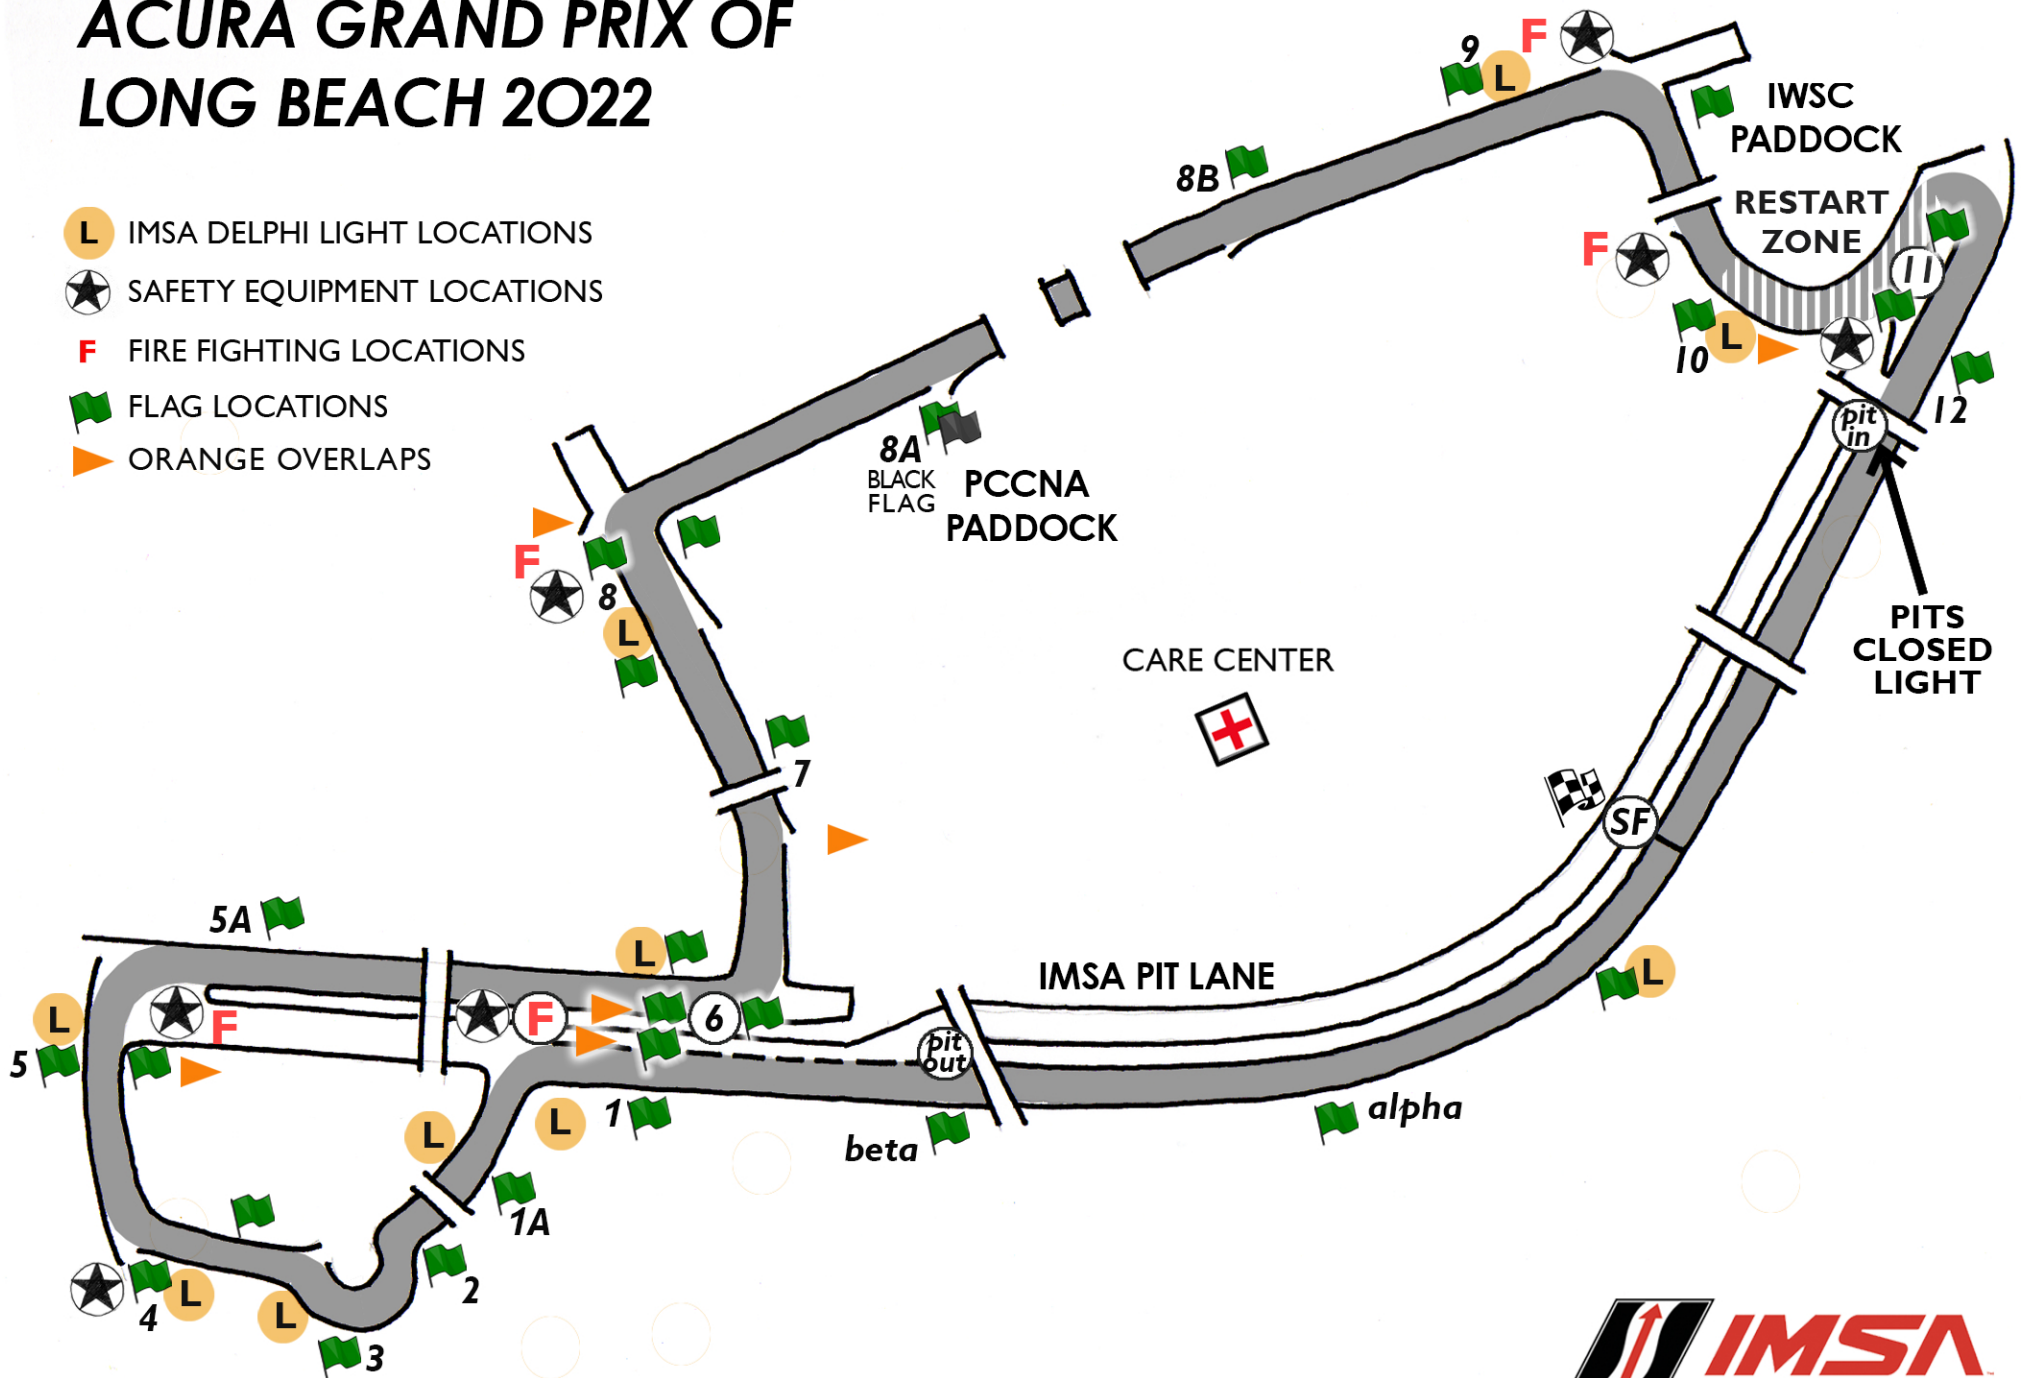 ACURA GRAND PRIX OF
LONG BEACH 2022
L IMSA DELPHI LIGHT LOCATIONS
SAFETY EQUIPMENT LOCATIONS
F FIRE FIGHTING LOCATIONS
FLAG LOCATIONS
ORANGE OVERLAPS
9
L
F
IWSC
PADDOCK
8B
RESTART
ZONE
F
11
10
L
12
pit
in
8A
BLACK
FLAG
PCCNA
PADDOCK
F
8
L
PITS
CLOSED
LIGHT
CARE CENTER
7
SF
5A
L
IMSA PIT LANE
L
L
F
F
6
5
pit
out
L
L
1
alpha
beta
1A
2
L
4
L
3
IMSA